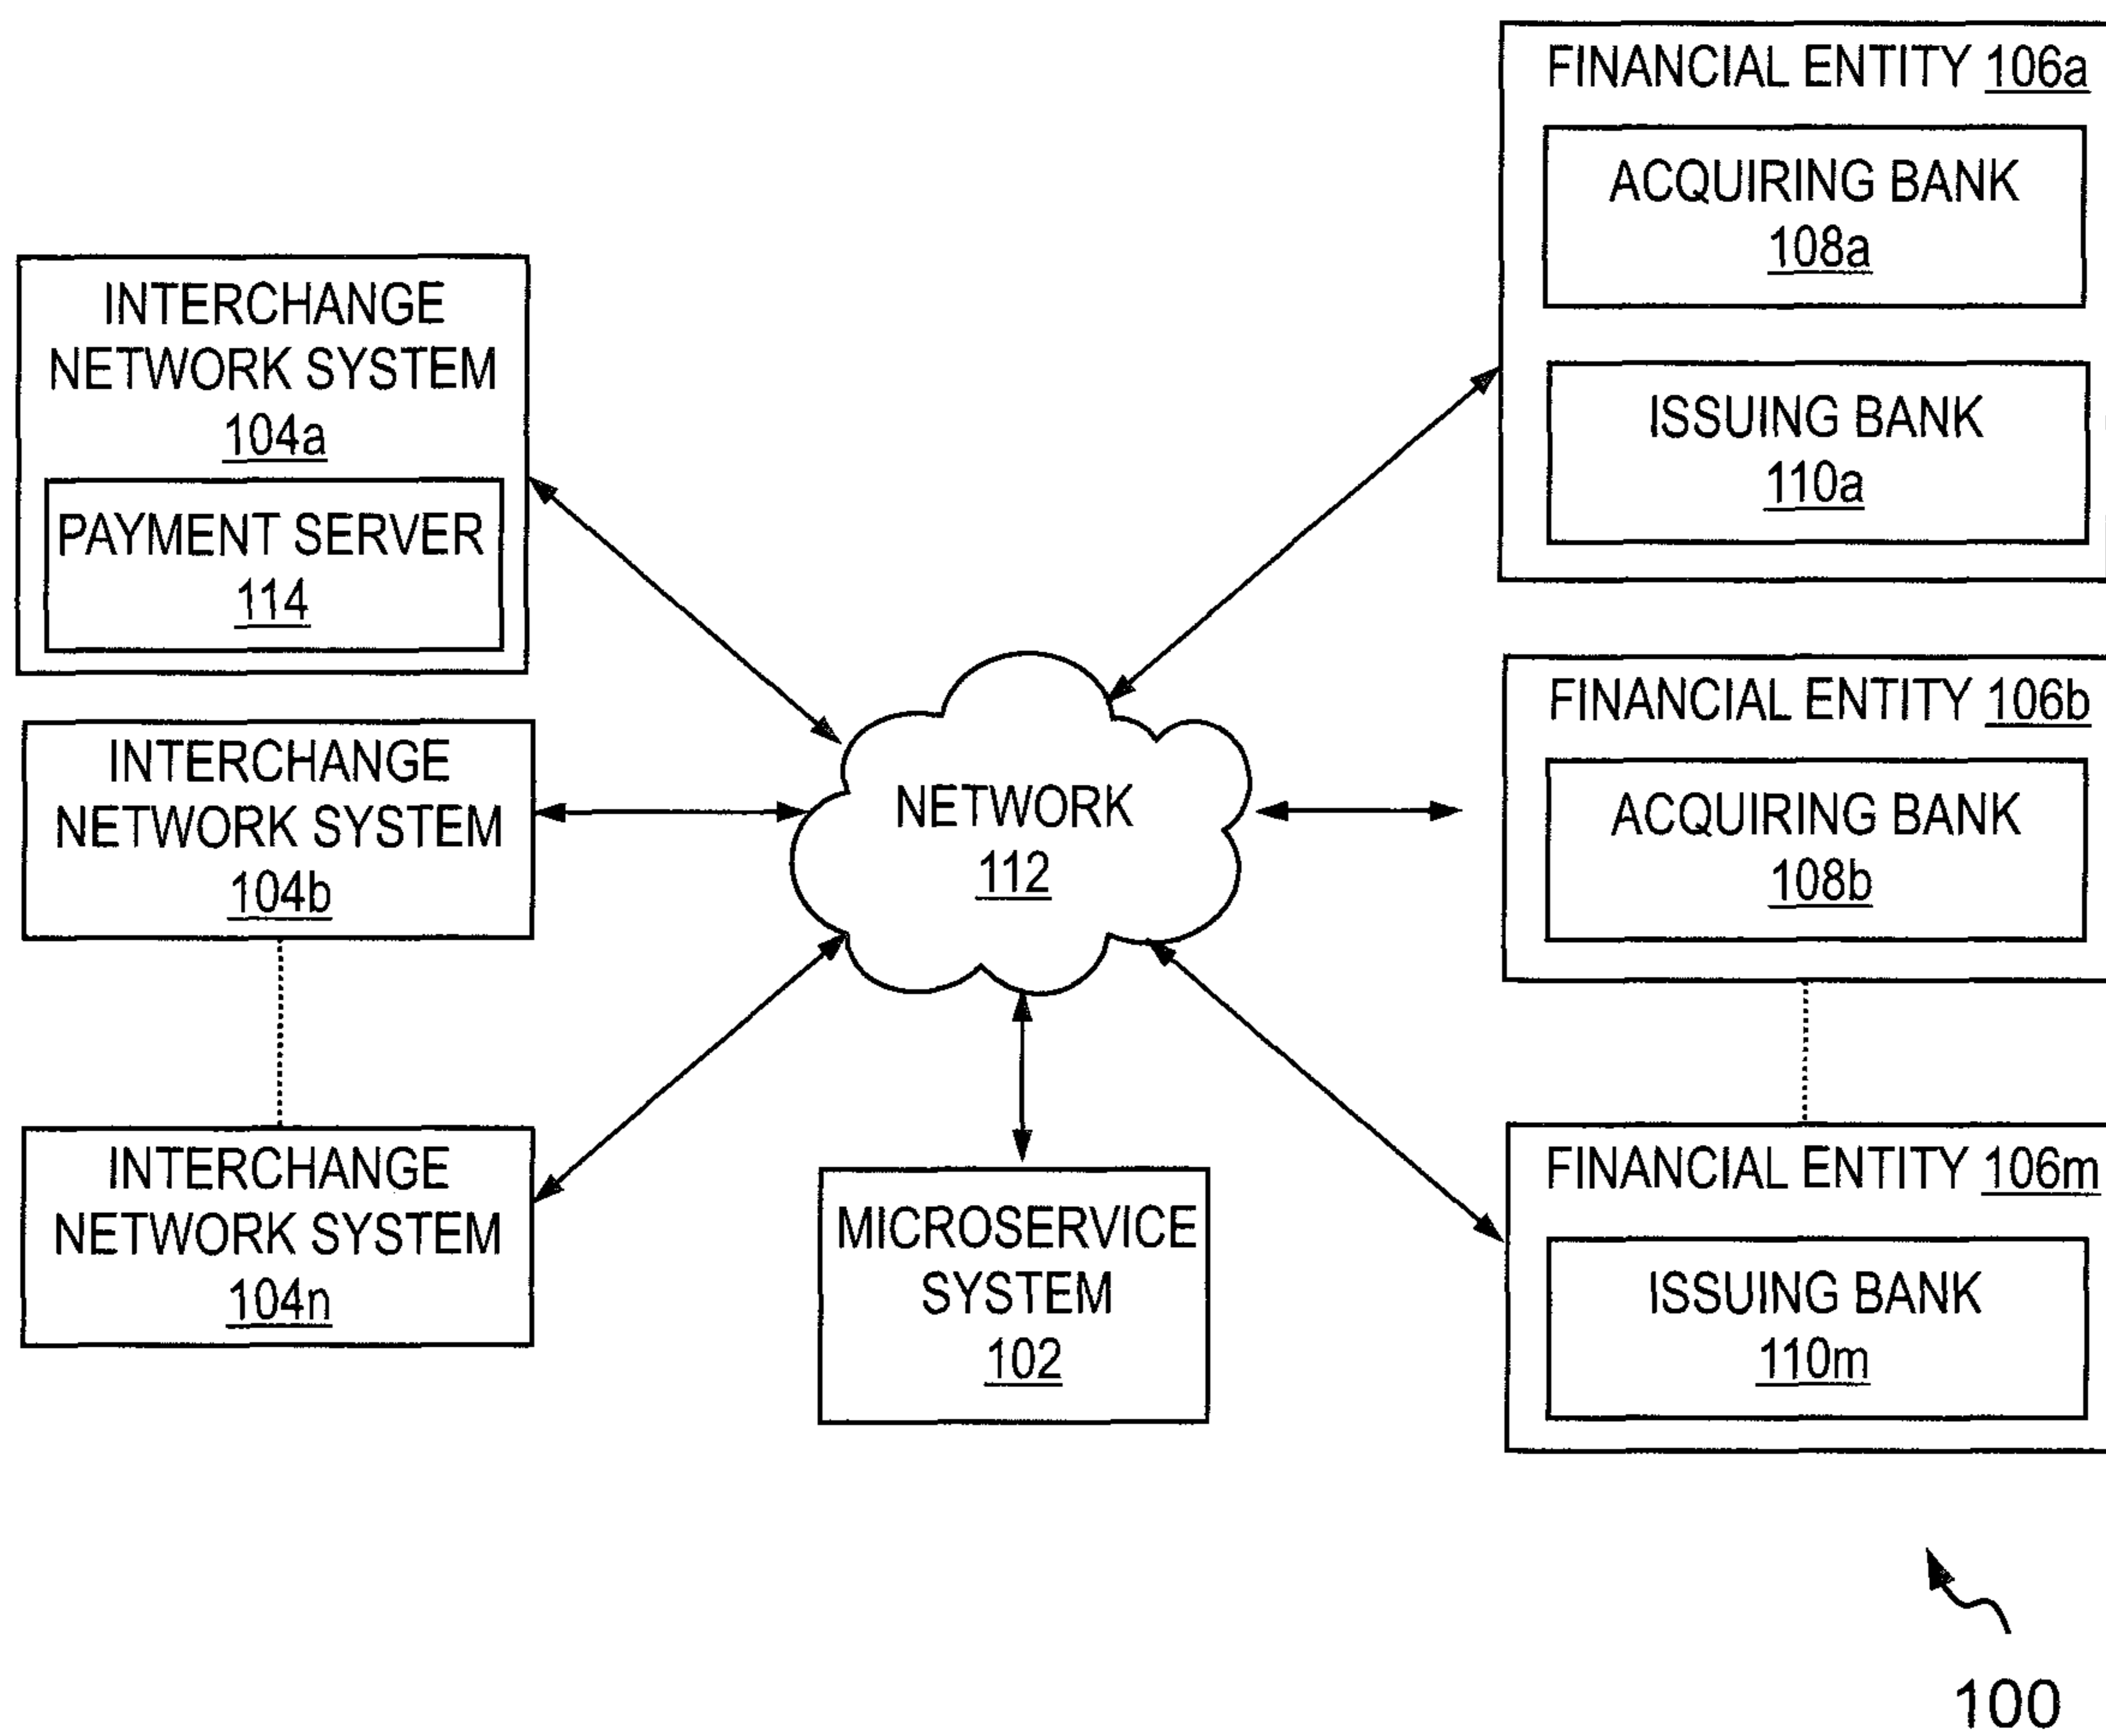 INTERCHANGE
NETWORK SYSTEM
104a
PAYMENT SERVER
114
INTERCHANGE
NETWORK SYSTEM
104b
INTERCHANGE
NETWORK SYSTEM
104n
NETWORK
112
MICROSERVICE
SYSTEM
102
FINANCIAL ENTITY 106a
ACQUIRING BANK
108a
ISSUING BANK
110a
FINANCIAL ENTITY 106b
ACQUIRING BANK
108b
FINANCIAL ENTITY 106m
ISSUING BANK
110m
100